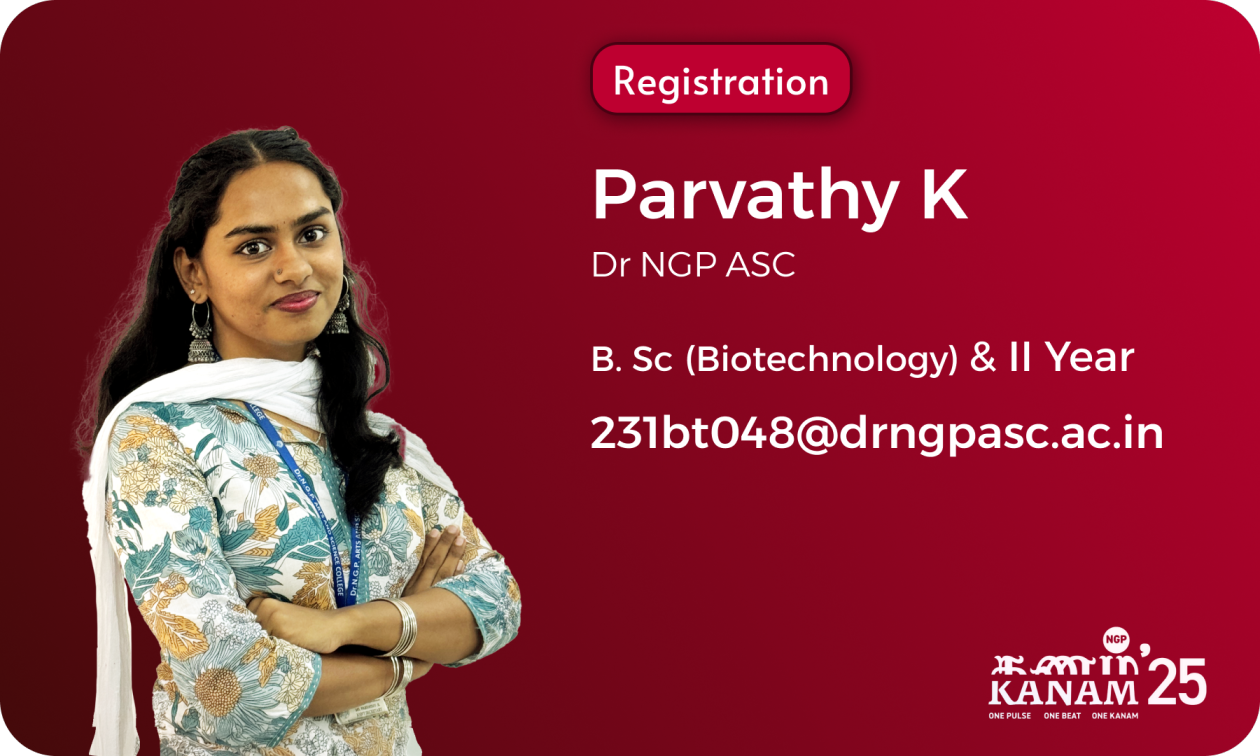 Registration
Parvathy K
Dr NGP ASC
B. Sc (Biotechnology) & II Year
231bt048@drngpasc.ac.in
NGP
KANAM'25
ONE PULSE ONE BEAT ONE KANAM